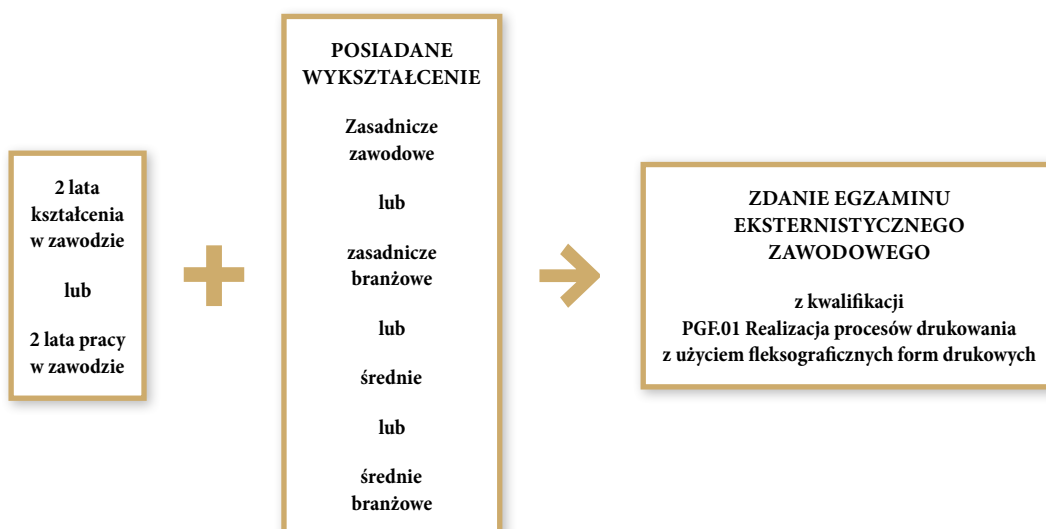 2 lata
kształcenia
w zawodzie
lub
2 lata pracy
w zawodzie
POSIADANE
WYKSZTAŁCENIE
Zasadnicze
zawodowe
lub
zasadnicze
branżowe
lub
średnie
lub
średnie
branżowe
ZDANIE EGZAMINU
EKSTERNISTYCZNEGO
ZAWODOWEGO
z kwalifikacji
PGF.01 Realizacja procesów drukowania
z użyciem fleksograficznych form drukowych